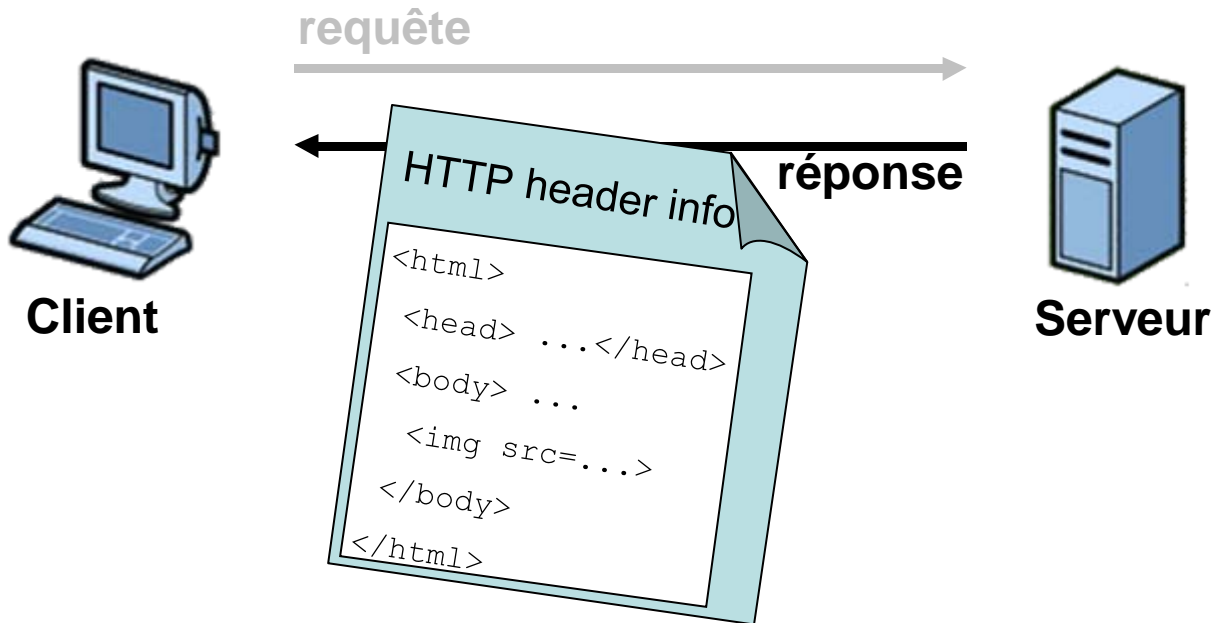 requête
réponse
HTTP header info
<html>
<head> ...</head>
<body> ...
<img src=...>
</body>
</html>
Client
Serveur